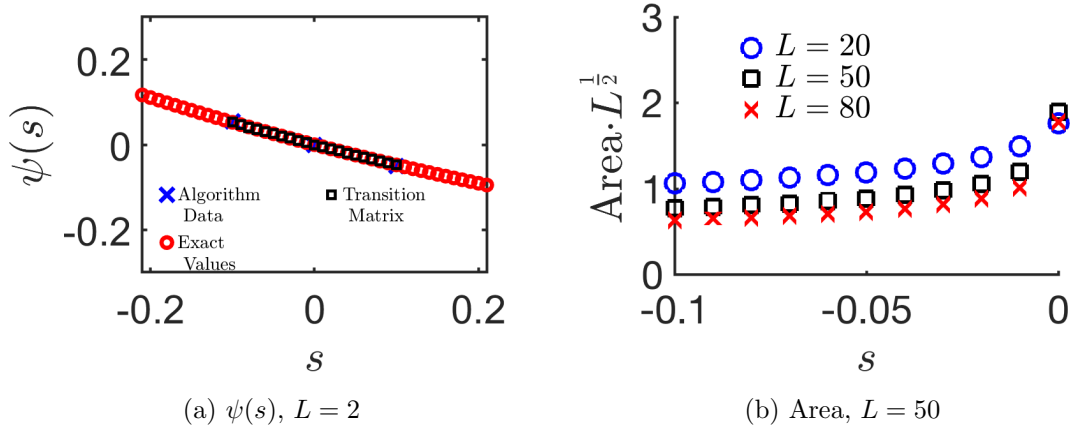 0.2
0
-0.2
ψ(s)
Algorithm
Data
Transition
Matrix
Exact
Values
-0.2
0
0.2
s
(a) ψ(s), L = 2
3
2
1
0
Area·L^{1/2}
L = 20
L = 50
L = 80
-0.1
-0.05
0
s
(b) Area, L = 50